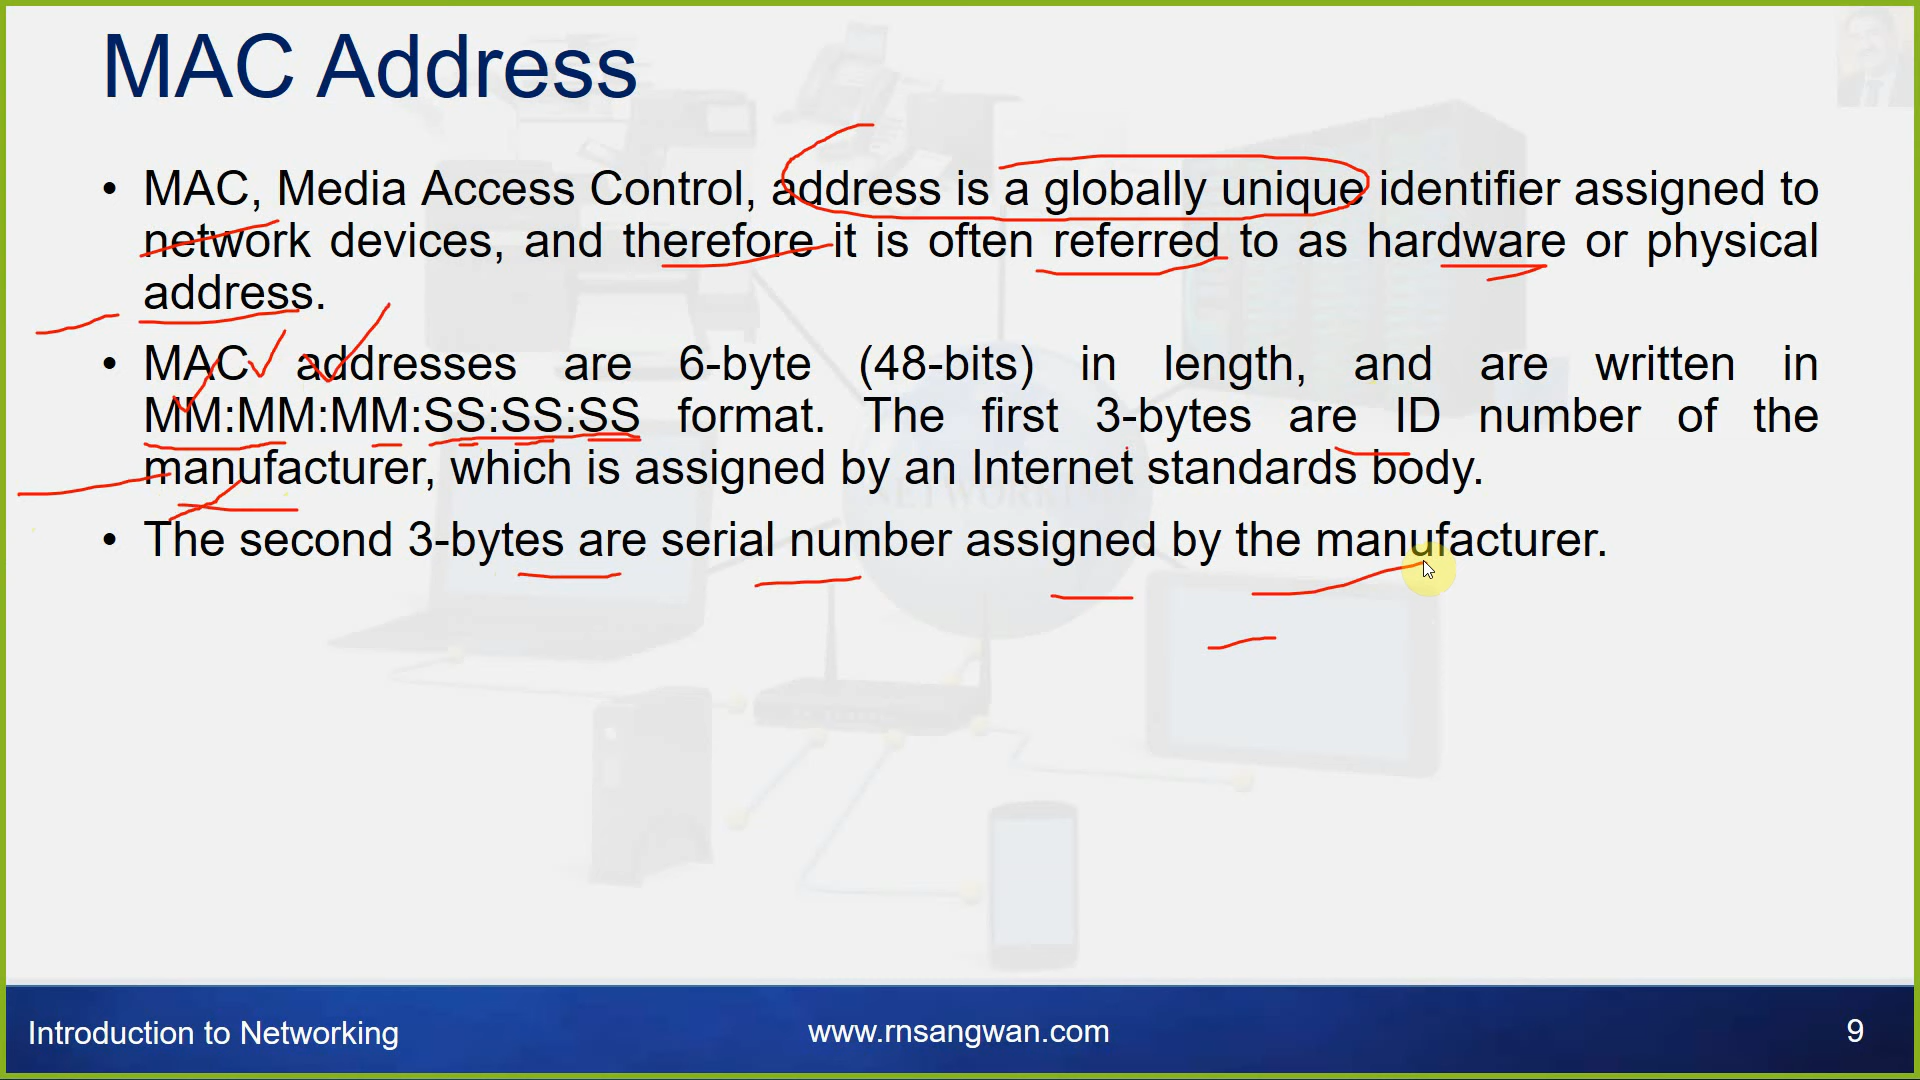 MAC Address
• MAC, Media Access Control, address is a globally unique identifier assigned to
network devices, and therefore it is often referred to as hardware or physical
address.
• MAC addresses are 6-byte (48-bits) in length, and are written in
MM:MM:MM:SS:SS:SS format. The first 3-bytes are ID number of the
manufacturer, which is assigned by an Internet standards body.
NETWORK
• The second 3-bytes are serial number assigned by the manufacturer.
Introduction to Networking
www.rnsangwan.com
9